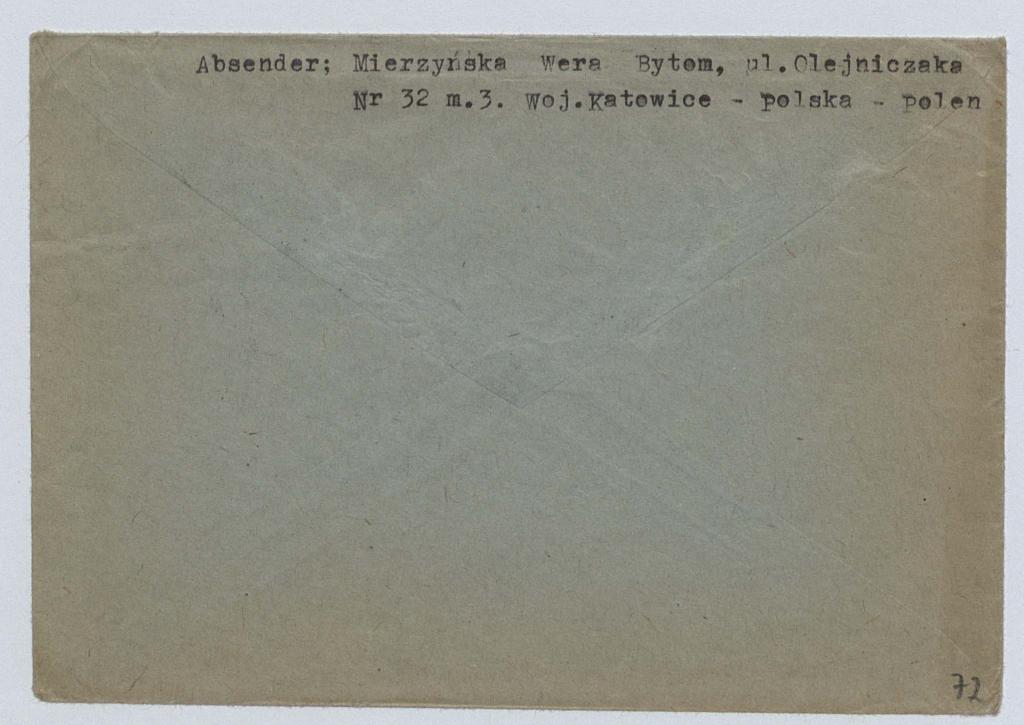 Absender; Mierzyńska Wera Bytom, ul.Olejniczaka
Nr 32 m.3. Woj.Katowice - polska - polen
72